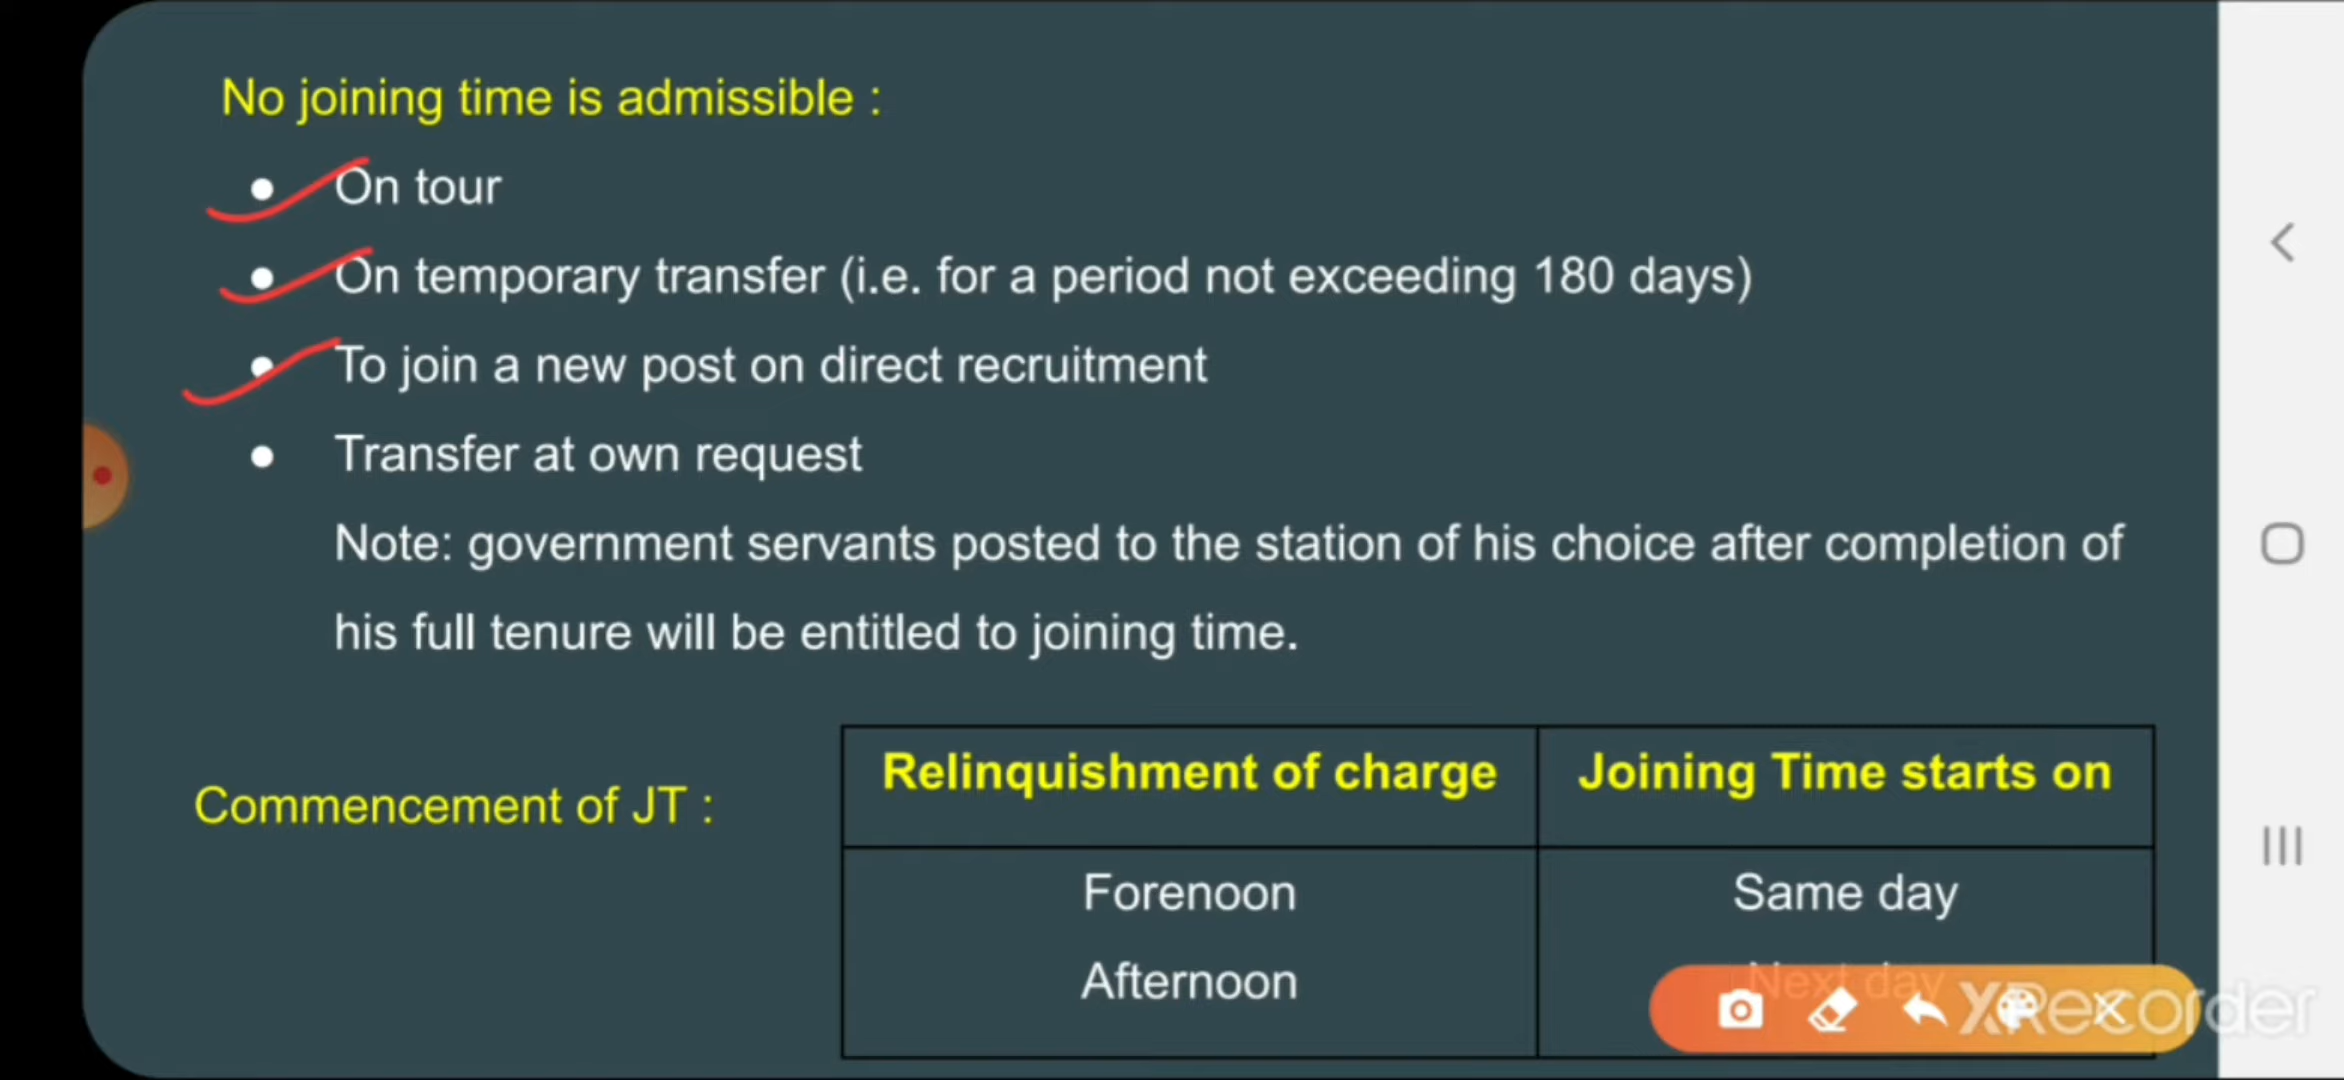 No joining time is admissible :
• On tour
• On temporary transfer (i.e. for a period not exceeding 180 days)
• To join a new post on direct recruitment
• Transfer at own request
Note: government servants posted to the station of his choice after completion of
his full tenure will be entitled to joining time.
Commencement of JT :
Relinquishment of charge Joining Time starts on
Forenoon Same day
Afternoon Next day
XRecorder